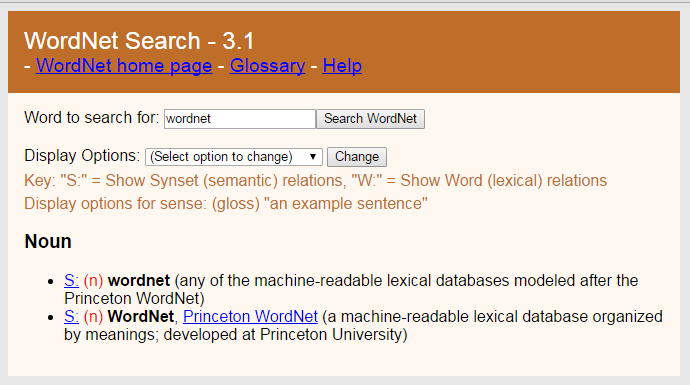 WordNet Search - 3.1
- WordNet home page - Glossary - Help
Word to search for: wordnet Search WordNet
Display Options: (Select option to change) Change
Key: "S:" = Show Synset (semantic) relations, "W:" = Show Word (lexical) relations
Display options for sense: (gloss) "an example sentence"
Noun
• S: (n) wordnet (any of the machine-readable lexical databases modeled after the
Princeton WordNet)
• S: (n) WordNet, Princeton WordNet (a machine-readable lexical database organized
by meanings; developed at Princeton University)